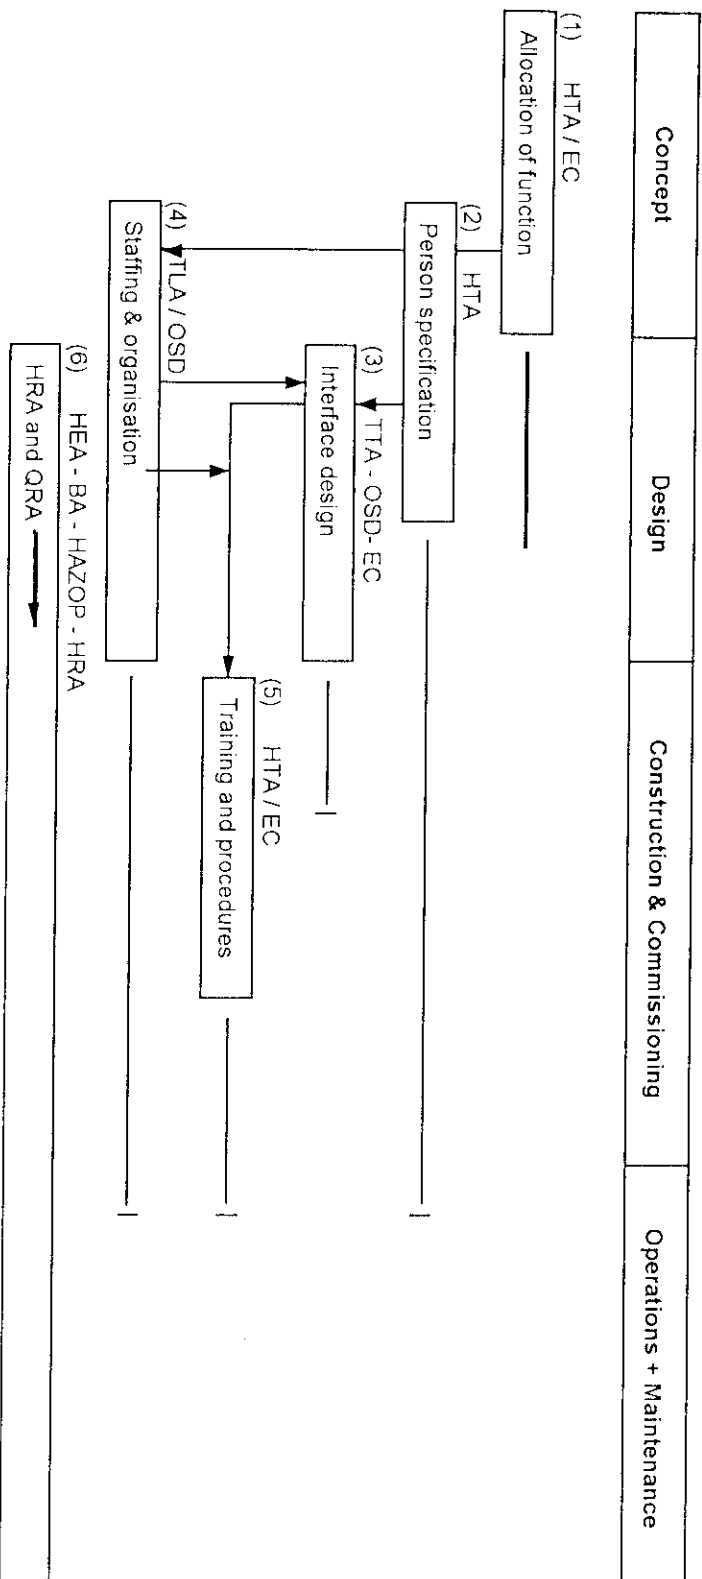 Concept
Design
Construction & Commissioning
Operations + Maintenance
(1) HTA / EC
Allocation of function
(2) HTA
Person specification
(3) TTA - OSD- EC
Interface design
(5) HTA / EC
Training and procedures
(4) TLA / OSD
Staffing & organisation
(6) HEA - BA - HAZOP - HRA
HRA and QRA